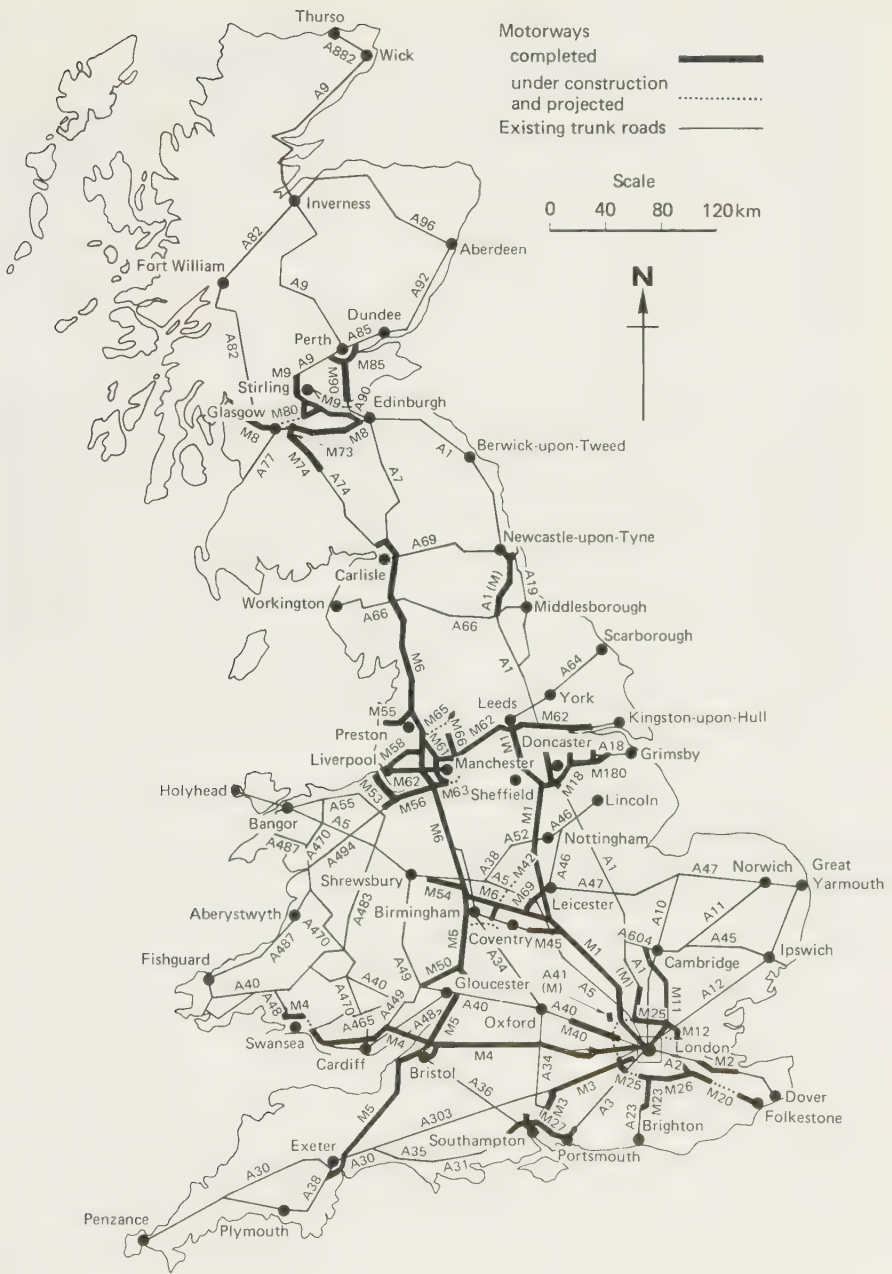 Motorways
completed
under construction
and projected
Existing trunk roads
Scale
0 40 80 120 km
N
Thurso
A882
Wick
A9
Inverness
A96
Aberdeen
A82
Fort William
A9
A92
Dundee
Perth
A85
A82
A9
M85
M9
M90
Stirling
M9
A90
Edinburgh
Glasgow
M80
M8
M8
M73
A77
M74
A74
A7
A1
Berwick-upon-Tweed
A69
Newcastle-upon-Tyne
Carlisle
A1 (M)
A19
Workington
A66
A66
Middlesborough
A1
Scarborough
M6
A64
York
Leeds
M55
M65
M66
M62
M62
Kingston-upon-Hull
Preston
M61
M58
M1
Doncaster
A18
Grimsby
Liverpool
Manchester
M18
M180
M62
M53
M63
Sheffield
M56
Holyhead
Lincoln
A55
M6
M1
A46
Bangor
A5
A52
Nottingham
A487
A470
A494
A38
M42
A46
A1
A5
A47
Norwich
Great
Yarmouth
Shrewsbury
M54
M6
M69
Leicester
A47
A483
A10
A11
Birmingham
Aberystwyth
Coventry
M45
M1
A604
A45
A470
M5
Cambridge
Ipswich
A487
A34
Fishguard
M50
A41
(M)
A1
(M)
A40
A40
A49
Gloucester
A5
M11
A12
A470
A449
A40
Oxford
A40
M25
M12
A48
M4
A465
A48
M5
M40
London
Swansea
M4
M4
M2
Cardiff
Bristol
A34
A2
M25
M26
M3
M20
Dover
A36
M3
A3
M23
Folkestone
M5
A303
M27
A23
Southampton
Brighton
Exeter
A35
Portsmouth
A30
A30
A31
A38
Plymouth
Penzance